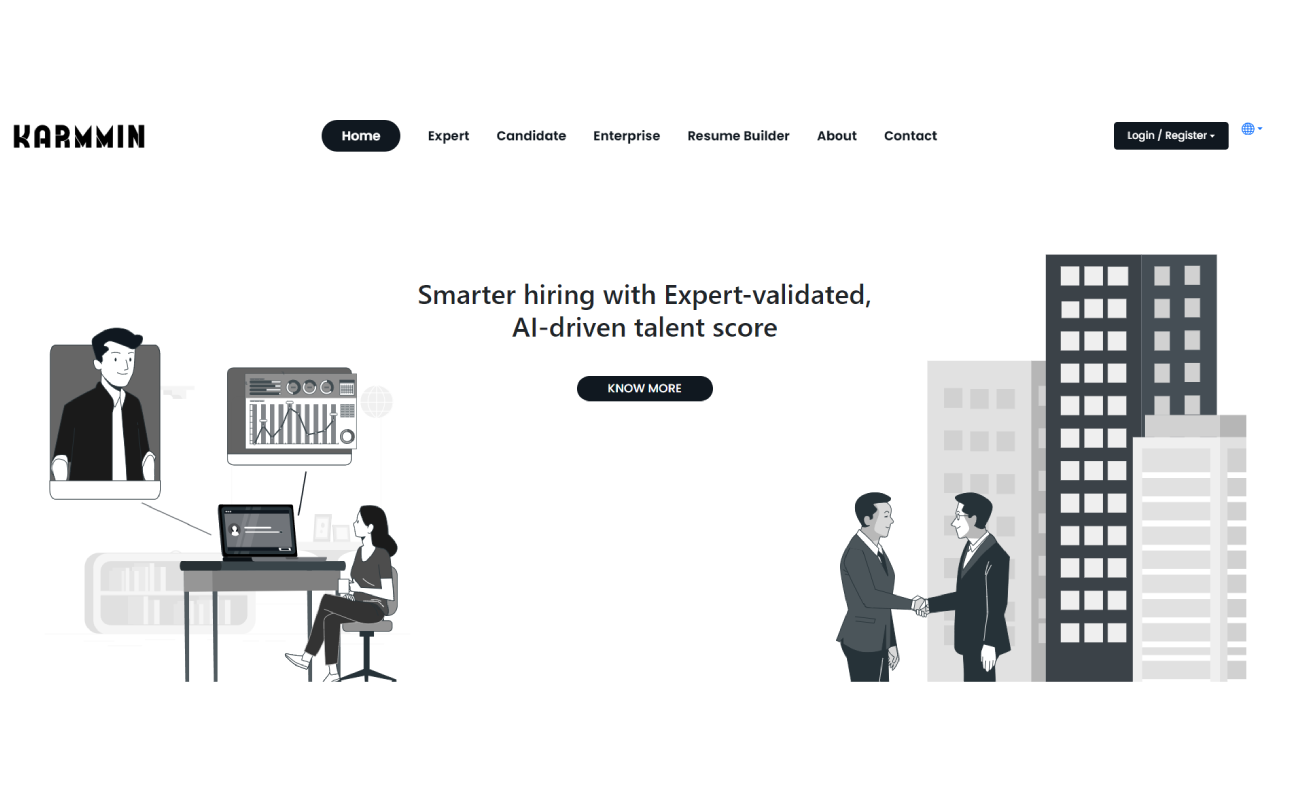 KARMMIN
Home
Expert
Candidate
Enterprise
Resume Builder
About
Contact
Login / Register
Smarter hiring with Expert-validated,
AI-driven talent score
KNOW MORE